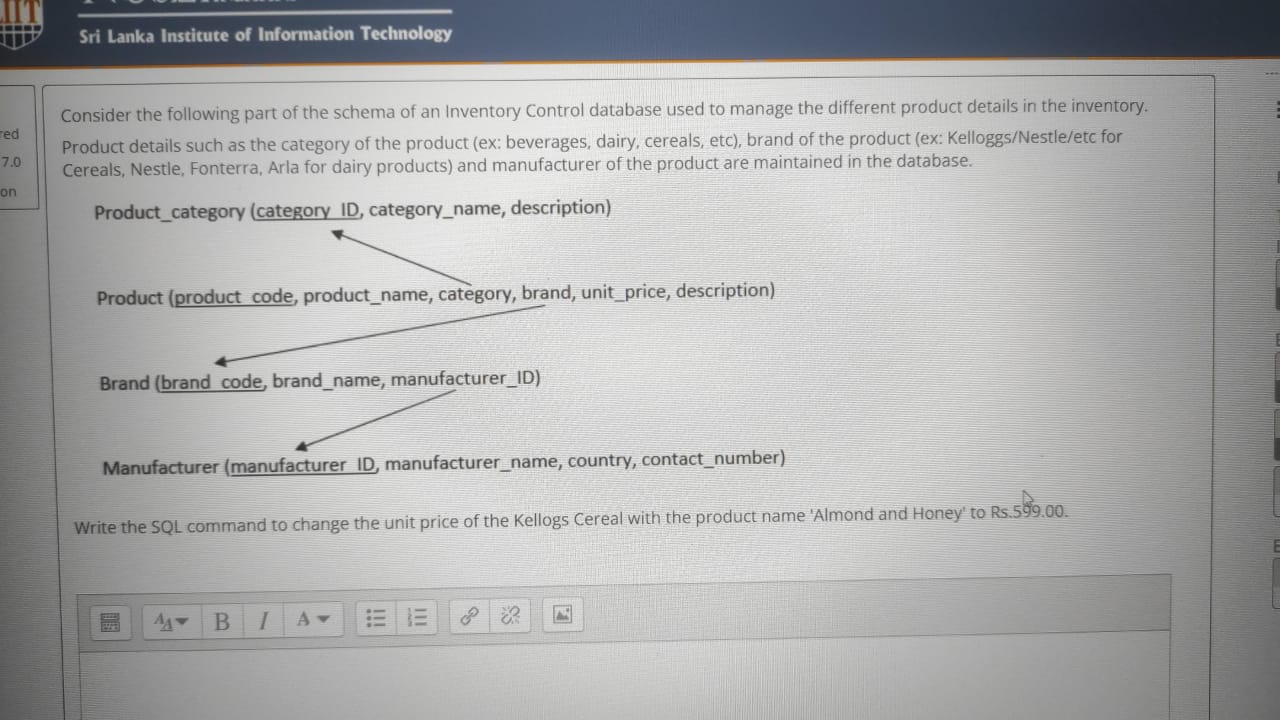 IIT
Sri Lanka Institute of Information Technology
red
7.0
on
Consider the following part of the schema of an Inventory Control database used to manage the different product details in the inventory.
Product details such as the category of the product (ex: beverages, dairy, cereals, etc), brand of the product (ex: Kelloggs/Nestle/etc for
Cereals, Nestle, Fonterra, Arla for dairy products) and manufacturer of the product are maintained in the database.
Product_category (category_ID, category_name, description)
Product (product_code, product_name, category, brand, unit_price, description)
Brand (brand_code, brand_name, manufacturer_ID)
Manufacturer (manufacturer_ID, manufacturer_name, country, contact_number)
Write the SQL command to change the unit price of the Kellogs Cereal with the product name 'Almond and Honey' to Rs.599.00.
B I A